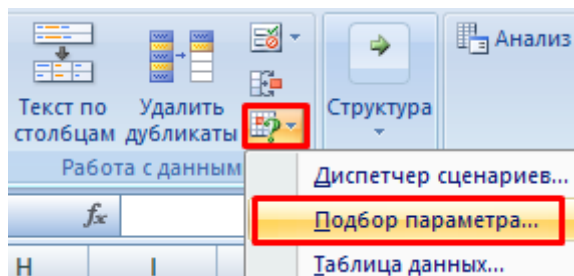 Анализ
Текст по столбцам
Удалить дубликаты
Структура
Работа с данным
Диспетчер сценариев...
fx
Подбор параметра...
H I
Таблица данных...